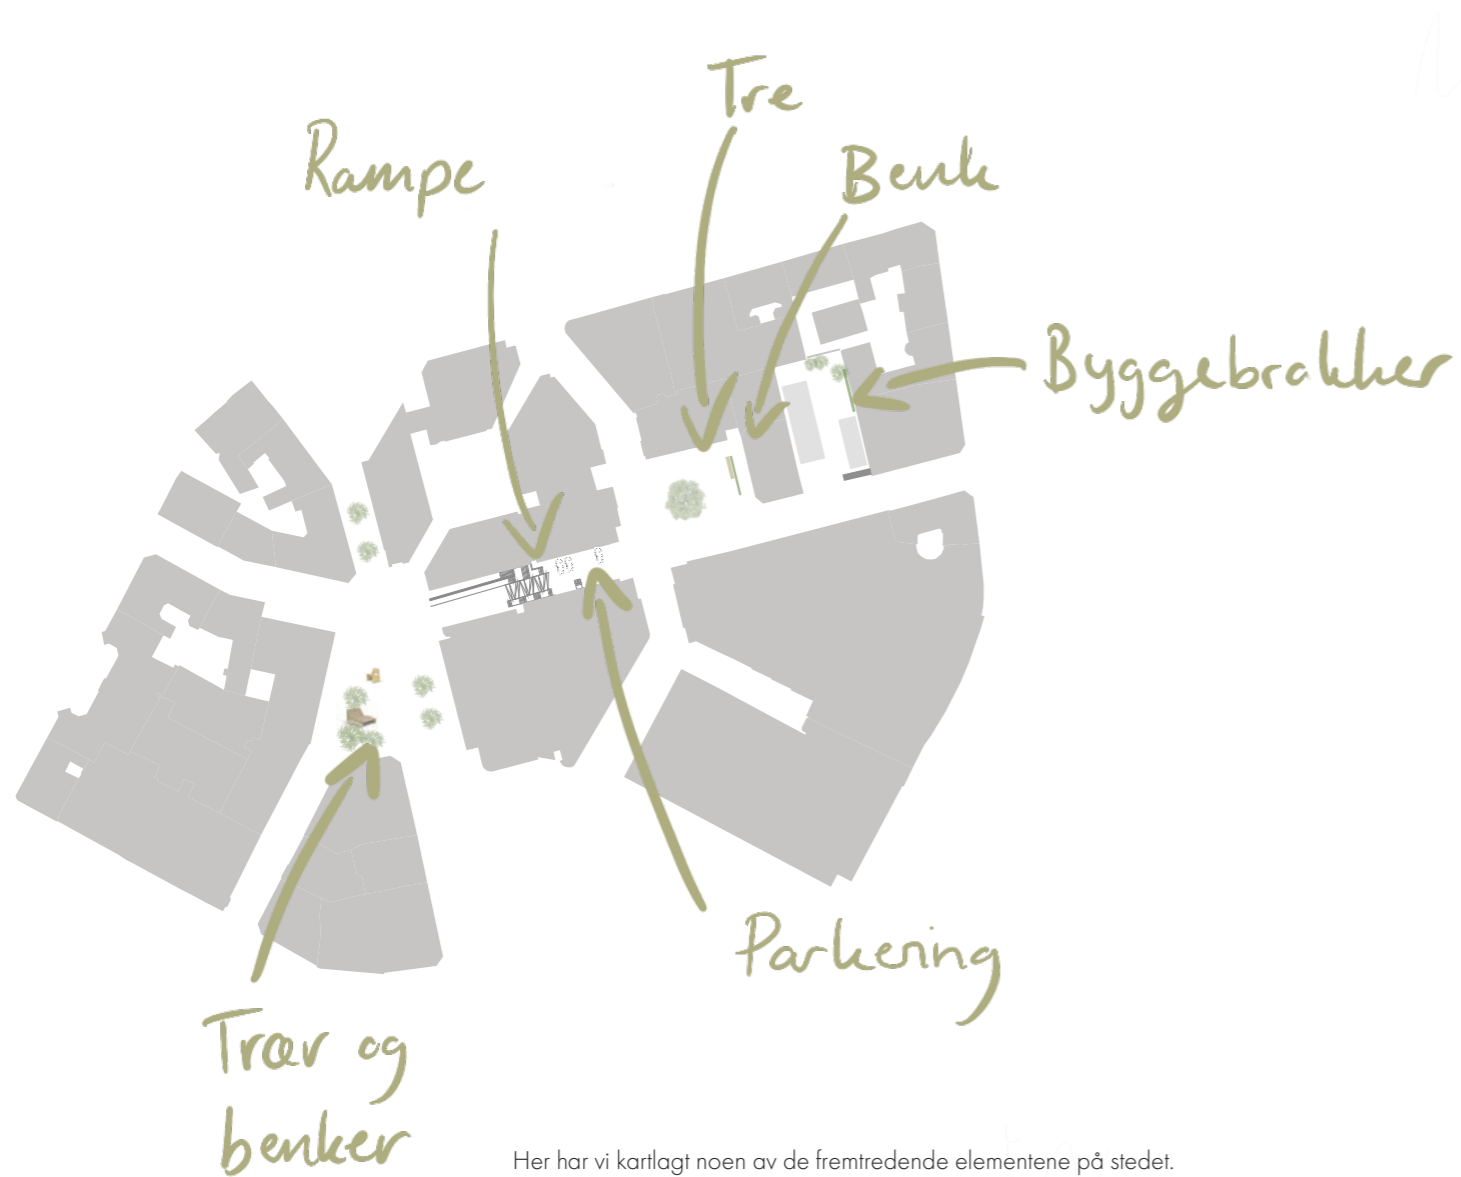 Tre
Rampe
Benk
Byggebrakker
Parkering
Trær og
benker
Her har vi kartlagt noen av de fremtredende elementene på stedet.